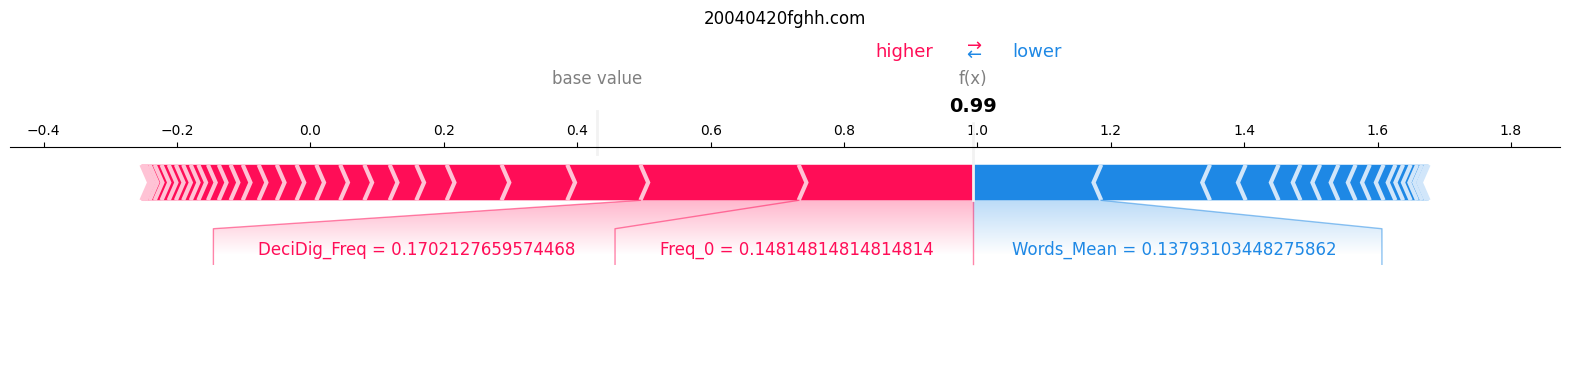 20040420fghh.com
higher ⇄ lower
base value f(x)
0.99
−0.4 −0.2 0.0 0.2 0.4 0.6 0.8 1.0 1.2 1.4 1.6 1.8
DeciDig_Freq = 0.1702127659574468 Freq_0 = 0.14814814814814814 Words_Mean = 0.13793103448275862